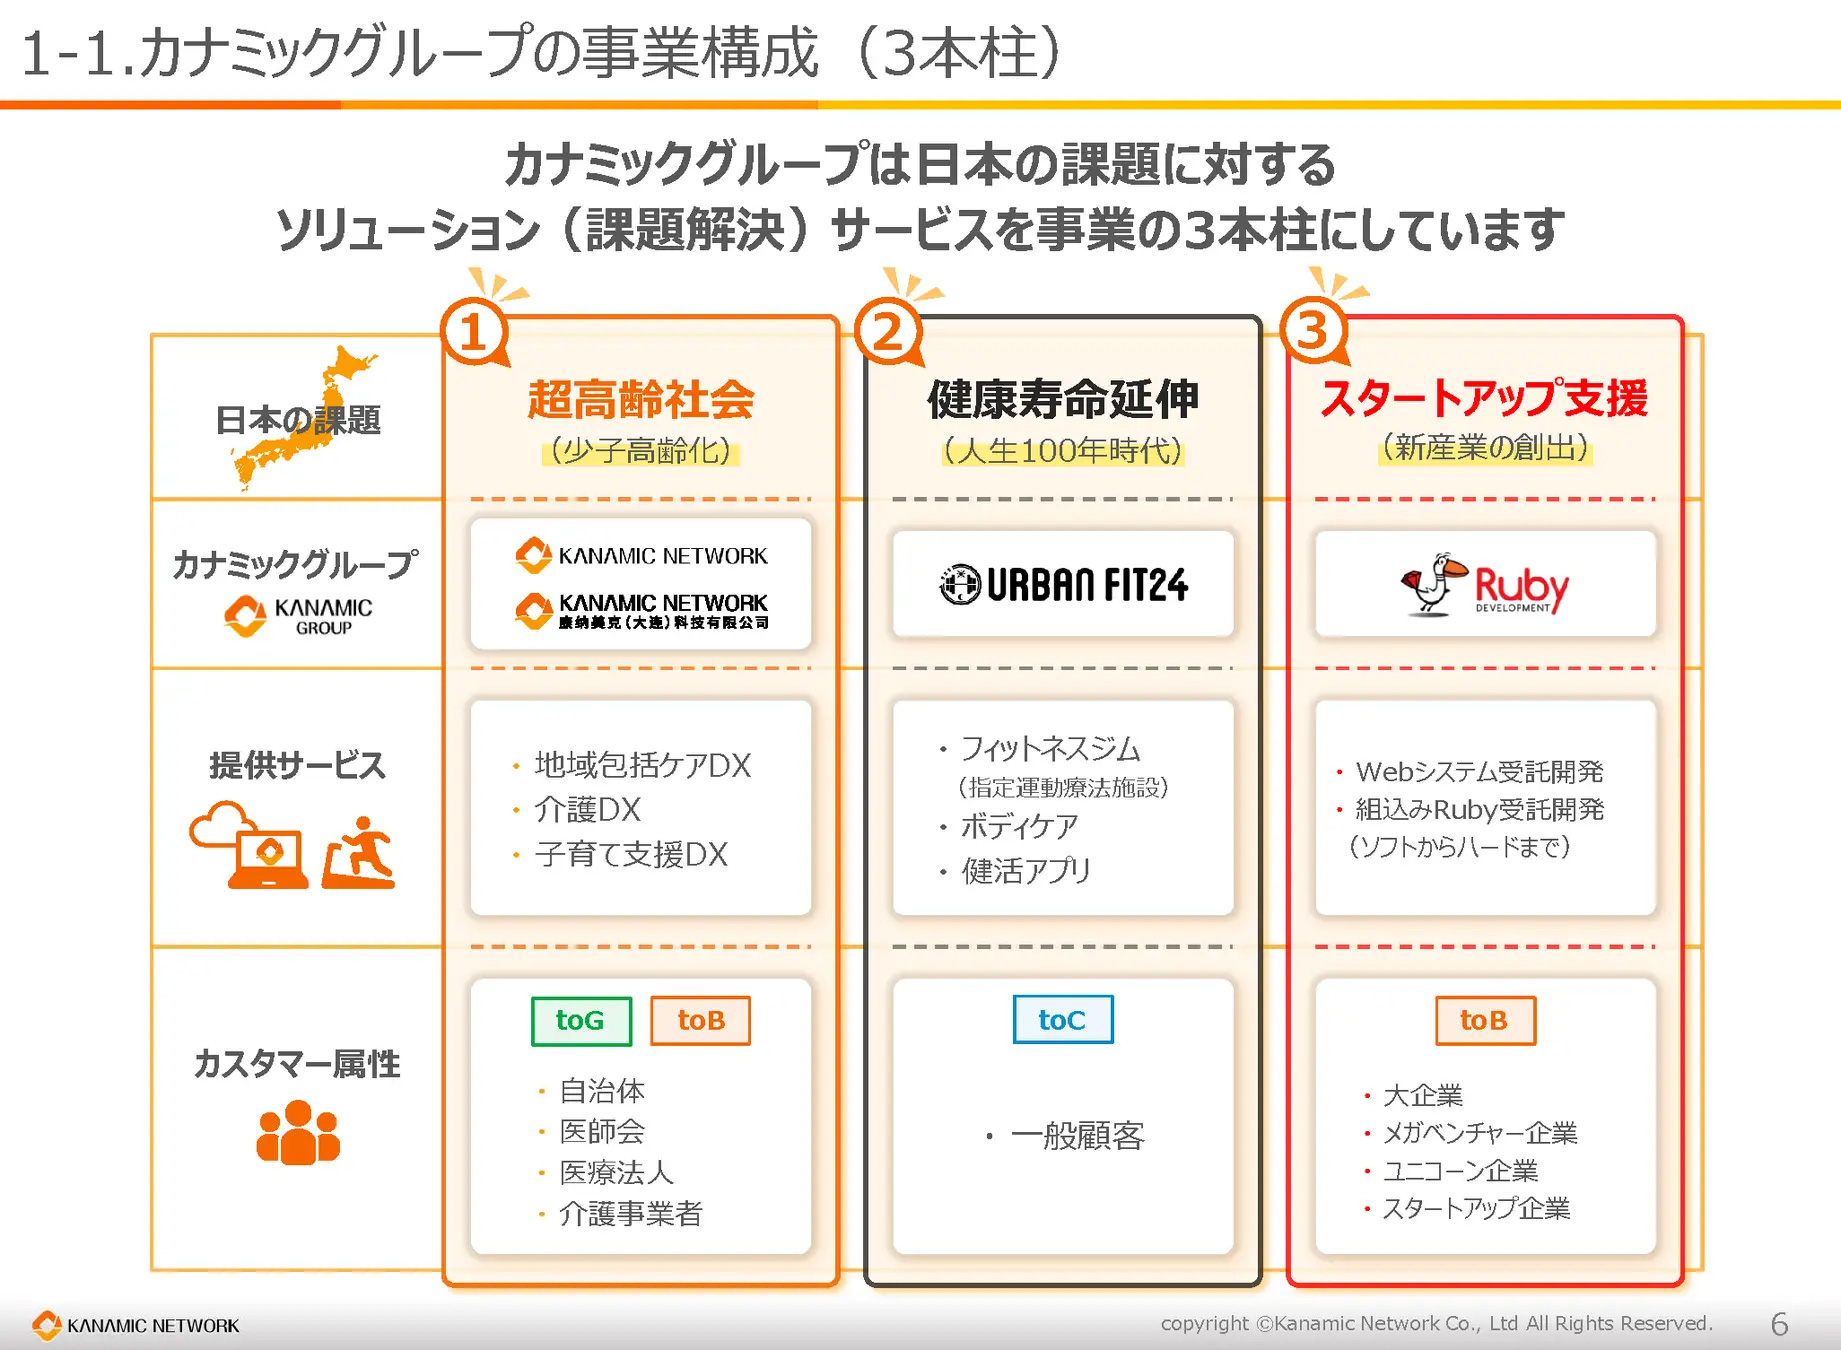 1-1.カナミックグループの事業構成（3本柱）
カナミックグループは日本の課題に対する
ソリューション（課題解決）サービスを事業の3本柱にしています
日本の課題
1
超高齢社会
（少子高齢化）
2
健康寿命延伸
（人生100年時代）
3
スタートアップ支援
（新産業の創出）
カナミックグループ
KANAMIC
GROUP
KANAMIC NETWORK
KANAMIC NETWORK
康纳美克（大连）科技有限公司
URBAN FIT24
Ruby
DEVELOPMENT
提供サービス
・ 地域包括ケアDX
・ 介護DX
・ 子育て支援DX
・ フィットネスジム
（指定運動療法施設）
・ ボディケア
・ 健活アプリ
・ Webシステム受託開発
・ 組込みRuby受託開発
（ソフトからハードまで）
カスタマー属性
toG toB
・ 自治体
・ 医師会
・ 医療法人
・ 介護事業者
toC
・ 一般顧客
toB
・ 大企業
・ メガベンチャー企業
・ ユニコーン企業
・ スタートアップ企業
KANAMIC NETWORK
copyright ©Kanamic Network Co., Ltd All Rights Reserved.
6